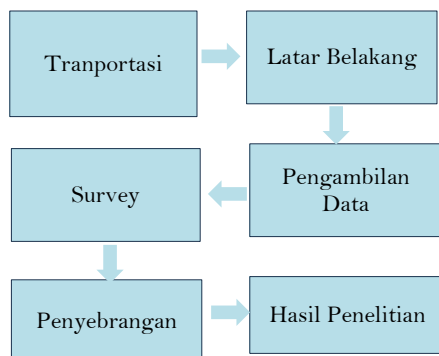 Tranportasi
Latar Belakang
Pengambilan
Data
Survey
Penyebrangan
Hasil Penelitian